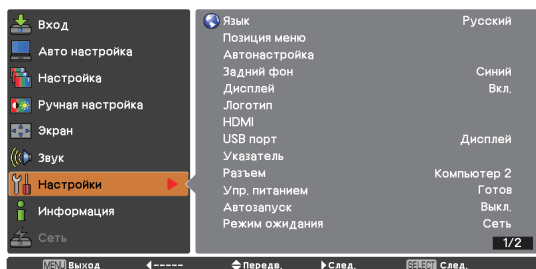 Вход
Авто настройка
Настройка
Ручная настройка
Экран
Звук
Настройки
Информация
Сеть
Язык Русский
Позиция меню
Автонастройка
Задний фон Синий
Дисплей Вкл.
Логотип
HDMI
USB порт Дисплей
Указатель
Разъем Компьютер 2
Упр. питанием Готов
Автозапуск Выкл.
Режим ожидания Сеть
1/2
MENU Выход ----- Передв. След. SELECT След.